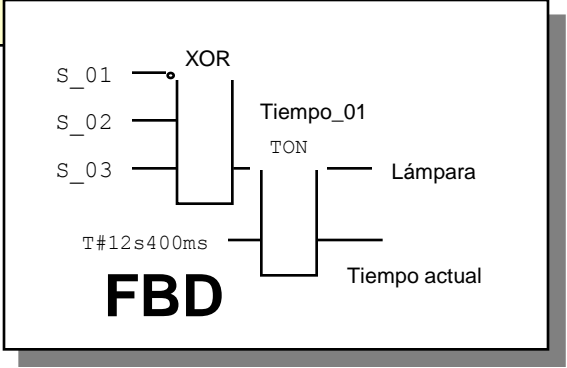 XOR
S_01
S_02
Tiempo_01
TON
S_03
Lámpara
T#12s400ms
Tiempo actual
FBD